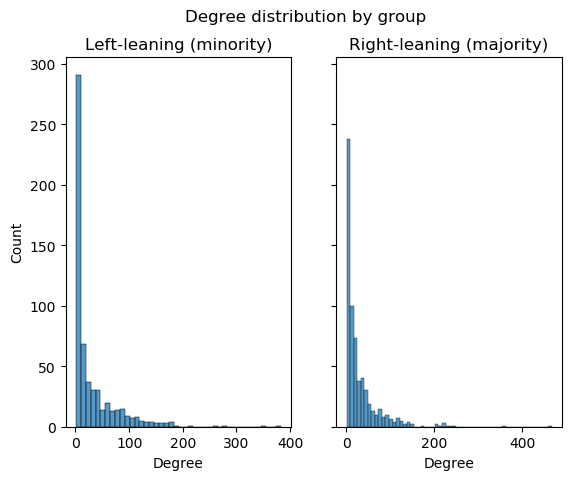 Degree distribution by group
Left-leaning (minority)
Right-leaning (majority)
300
250
200
150
100
50
0
Count
0 100 200 300 400
0 200 400
Degree
Degree